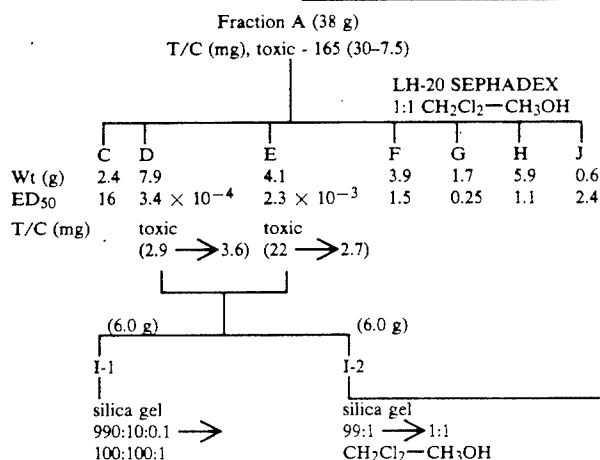 Fraction A (38 g)
T/C (mg), toxic - 165 (30–7.5)
LH-20 SEPHADEX
1:1 CH2Cl2—CH3OH
C D E F G H J
Wt (g) 2.4 7.9 4.1 3.9 1.7 5.9 0.6
ED50 16 3.4 × 10−4 2.3 × 10−3 1.5 0.25 1.1 2.4
T/C (mg) toxic toxic
(2.9 → 3.6) (22 → 2.7)
(6.0 g) (6.0 g)
I-1 I-2
silica gel silica gel
990:10:0.1 → 99:1 → 1:1
100:100:1 CH2Cl2—CH3OH